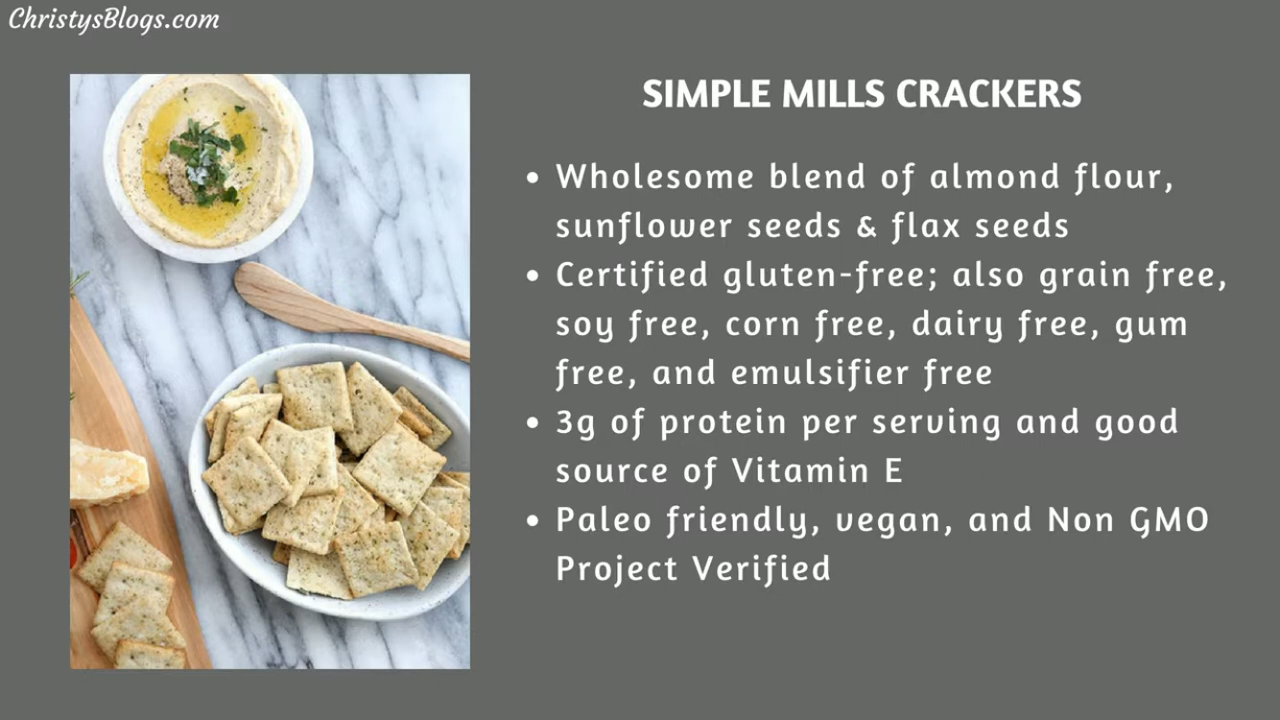 ChristysBlogs.com
SIMPLE MILLS CRACKERS
• Wholesome blend of almond flour,
sunflower seeds & flax seeds
• Certified gluten-free; also grain free,
soy free, corn free, dairy free, gum
free, and emulsifier free
• 3g of protein per serving and good
source of Vitamin E
• Paleo friendly, vegan, and Non GMO
Project Verified